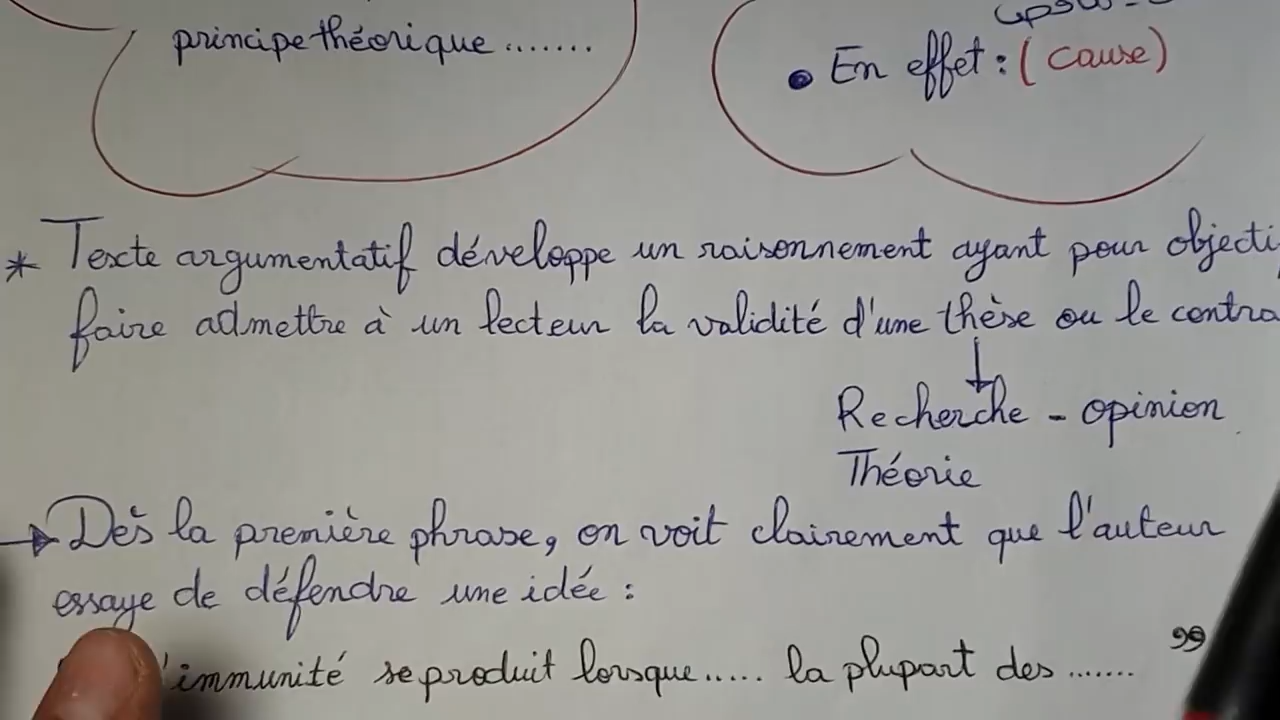 principe théorique .......
• En effet : ( cause )
* Texte argumentatif développe un raisonnement ayant pour objecti
faire admettre à un lecteur la validité d'une thèse ou le contra
↓
Recherche - opinion
Théorie
→ Dès la première phrase, on voit clairement que l'auteur
essaye de défendre une idée :
'immunité se produit lorsque..... la plupart des ....... "